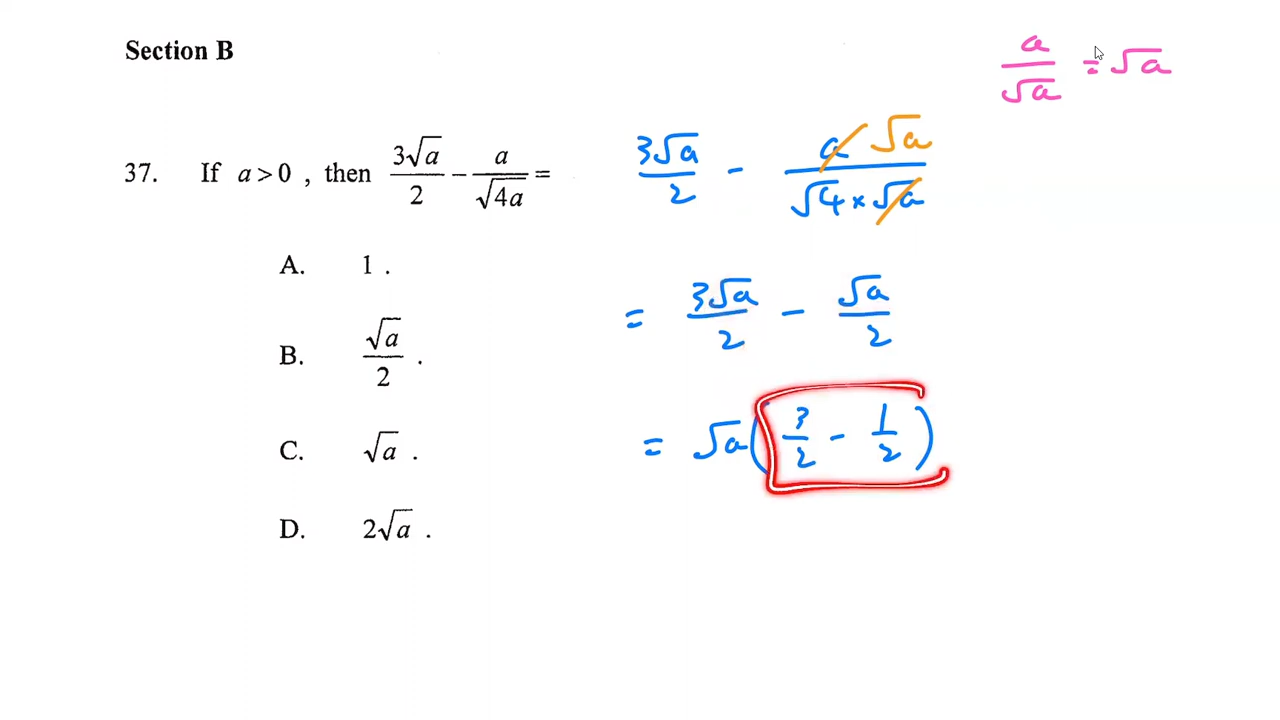 Section B
a/√a ÷ √a
37. If a > 0 , then 3√a/2 − a/√4a =
3√a/2 − a √a/√4 × √a
A. 1 .
= 3√a/2 − √a/2
B. √a/2 .
= √a( 3/2 − 1/2 )
C. √a .
D. 2√a .